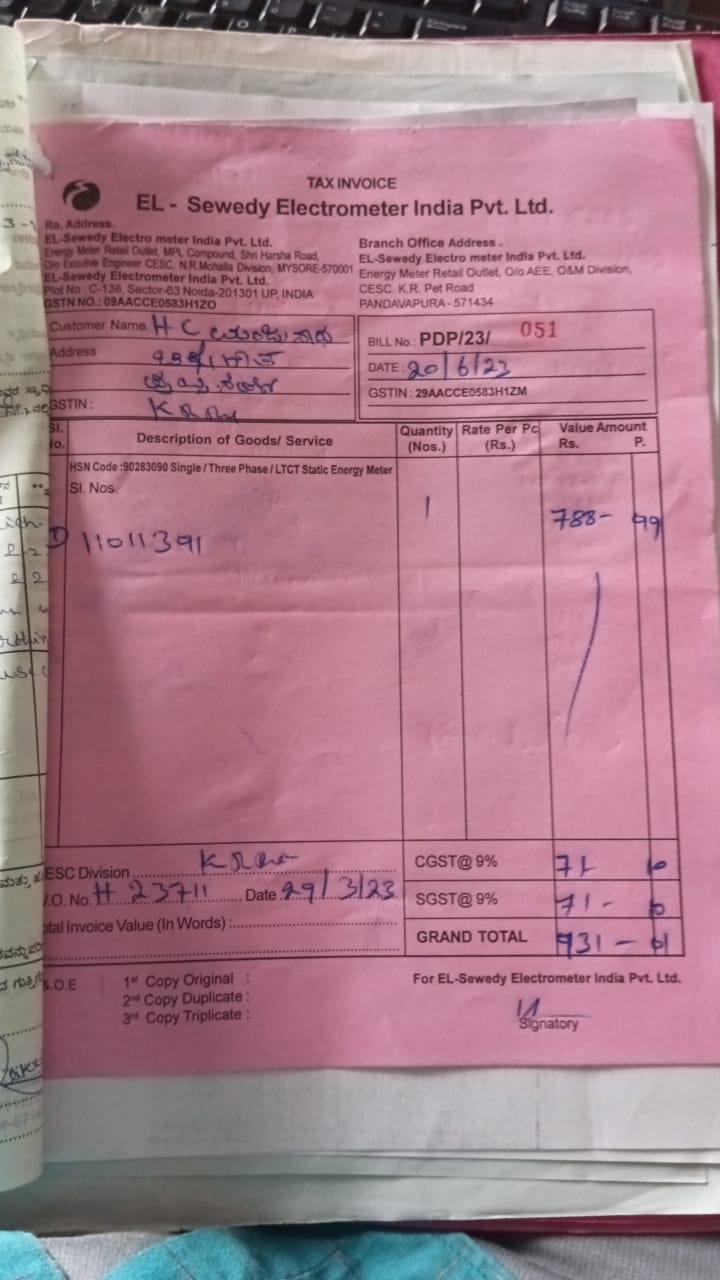 TAX INVOICE
EL - Sewedy Electrometer India Pvt. Ltd.
Ro. Address.
EL-Sewedy Electro meter India Pvt. Ltd.
Energy Meter Retail Outlet, MPL Compound, Shri Harsha Road,
O/o Excutive Engineer CESC, N.R.Mohalla Division, MYSORE-570001
EL-Sewedy Electrometer India Pvt. Ltd.
Plot No : C-138, Sector-63 Noida-201301 UP, INDIA
GSTN NO.: 09AACCE0583H1ZO
Branch Office Address .
EL-Sewedy Electro meter India Pvt. Ltd.
Energy Meter Retail Outlet, O/o AEE, O&M Division,
CESC. K.R. Pet Road
PANDAVAPURA - 571434
Customer Name H C
Address
GSTIN :
BILL No.: PDP/23/ 051
DATE : 20/6/23
GSTIN : 29AACCE0583H1ZM
Sl. No. Description of Goods/ Service Quantity (Nos.) Rate Per Pc (Rs.) Value Amount Rs. P.
HSN Code :90283090 Single / Three Phase / LTCT Static Energy Meter
Sl. Nos.
1 788- 99
1) 11011391
ESC Division
.O. No. H 23711 Date 29/3/23
tal Invoice Value (In Words) :
CGST@ 9% 71
SGST@ 9% 71 -
GRAND TOTAL 931 - 01
.O.E
1st Copy Original :
2nd Copy Duplicate :
3rd Copy Triplicate :
For EL-Sewedy Electrometer India Pvt. Ltd.
Signatory